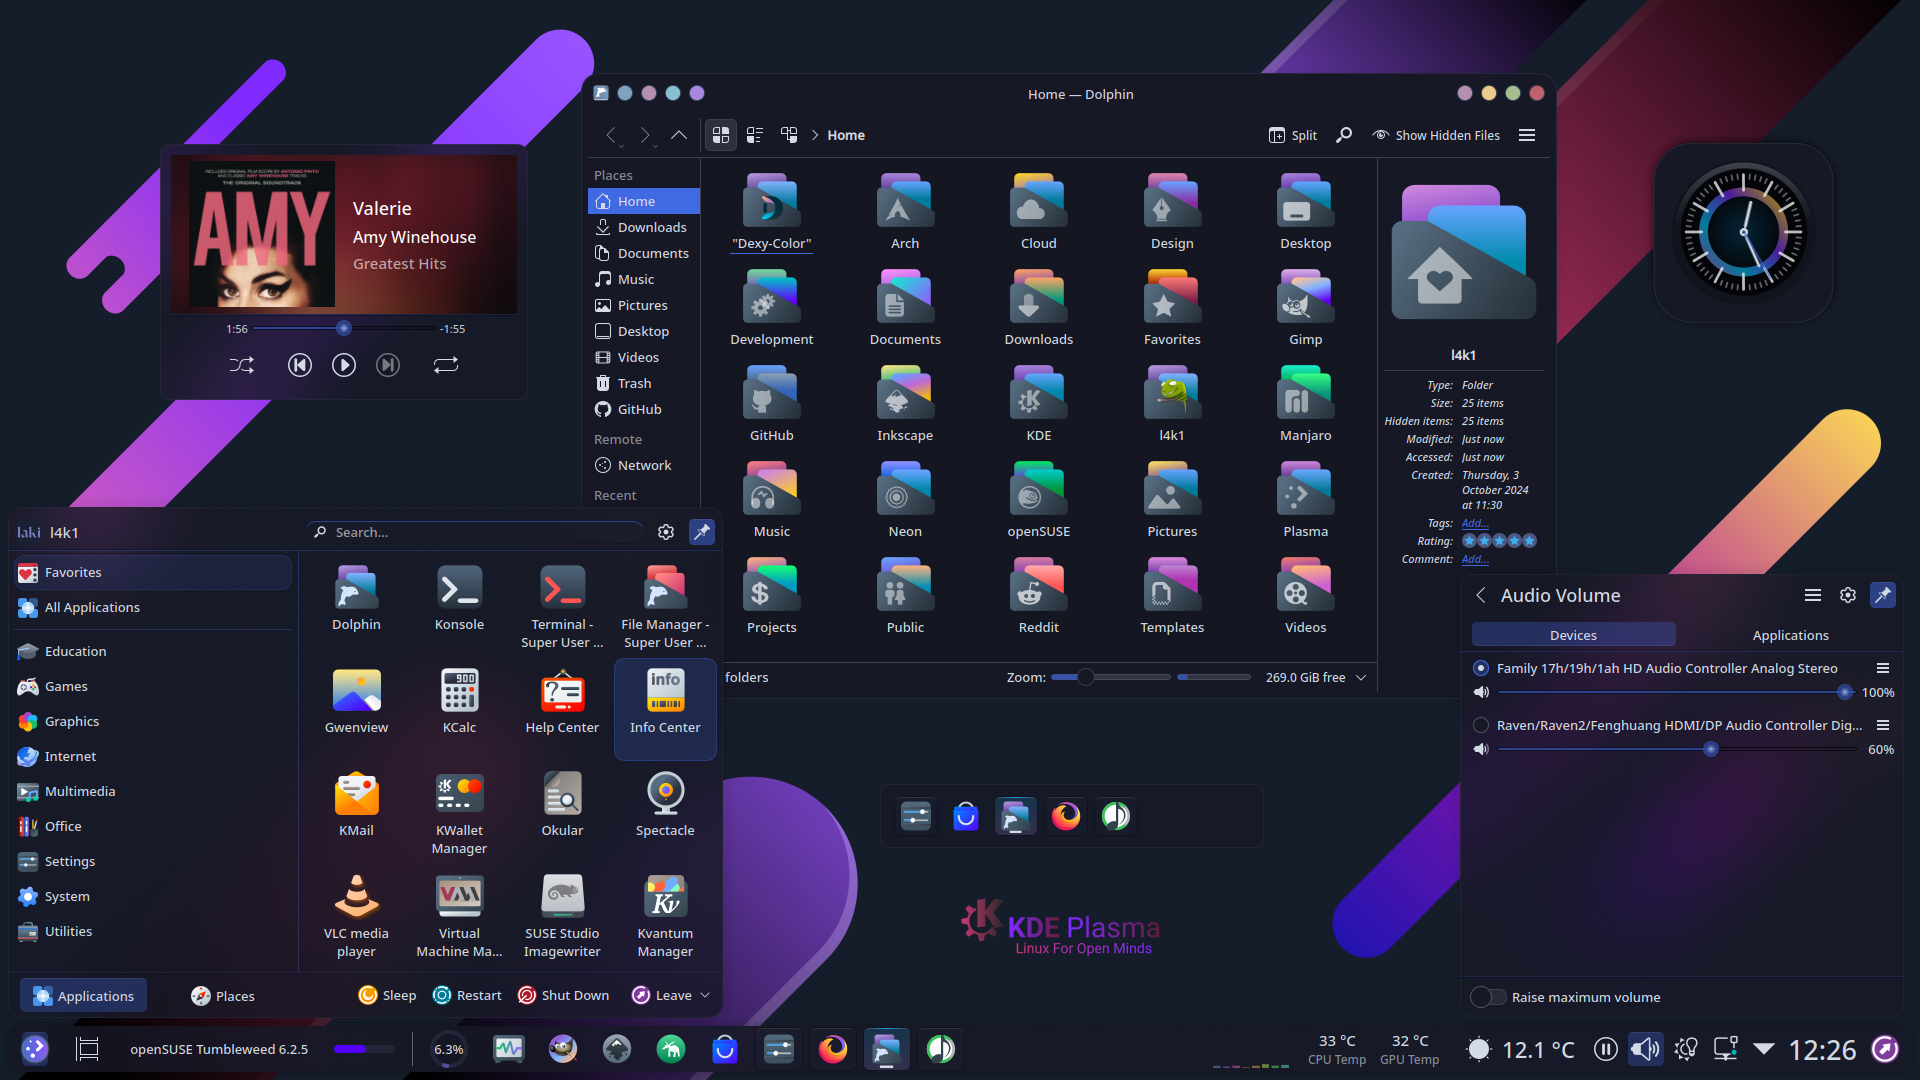 Home — Dolphin
Home
Split
Show Hidden Files
THE ORIGINAL SOUNDTRACK
AMY
Valerie
Amy Winehouse
Greatest Hits
1:56
-1:55
Places
Home
Downloads
Documents
Music
Pictures
Desktop
Videos
Trash
GitHub
Remote
Network
Recent
"Dexy-Color"
Arch
Cloud
Design
Desktop
Development
Documents
Downloads
Favorites
Gimp
GitHub
Inkscape
KDE
l4k1
Manjaro
Music
Neon
openSUSE
Pictures
Plasma
Projects
Public
Reddit
Templates
Videos
folders
Zoom:
269.0 GiB free
l4k1
Type: Folder
Size: 25 items
Hidden items: 25 items
Modified: Just now
Accessed: Just now
Created: Thursday, 3
October 2024
at 11:30
Tags: Add...
Rating:
Comment: Add...
laki l4k1
Search...
Favorites
All Applications
Education
Games
Graphics
Internet
Multimedia
Office
Settings
System
Utilities
Dolphin
Konsole
Terminal -
Super User ...
File Manager -
Super User ...
Gwenview
900
KCalc
Help Center
info
Info Center
KMail
KWallet
Manager
Okular
Spectacle
VLC media
player
Virtual
Machine Ma...
SUSE Studio
Imagewriter
Kv
Kvantum
Manager
Applications
Places
Sleep
Restart
Shut Down
Leave
KDE Plasma
Linux For Open Minds
Audio Volume
Devices
Applications
Family 17h/19h/1ah HD Audio Controller Analog Stereo
100%
Raven/Raven2/Fenghuang HDMI/DP Audio Controller Dig...
60%
Raise maximum volume
openSUSE Tumbleweed 6.2.5
6.3%
33 °C
CPU Temp
32 °C
GPU Temp
12.1 °C
12:26